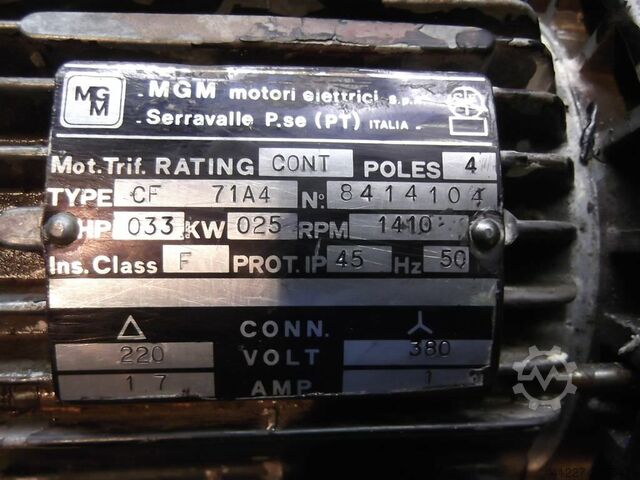 MGM MGM motori elettrici s.p.a.
Serravalle P.se (PT) ITALIA
Mot.Trif. RATING CONT POLES 4
TYPE CF 71A4 N° 8414104
HP 033 KW 025 RPM 1410
Ins. Class F PROT. IP 45 Hz 50
△ CONN. ⅄
220 VOLT 380
1 7 AMP 1